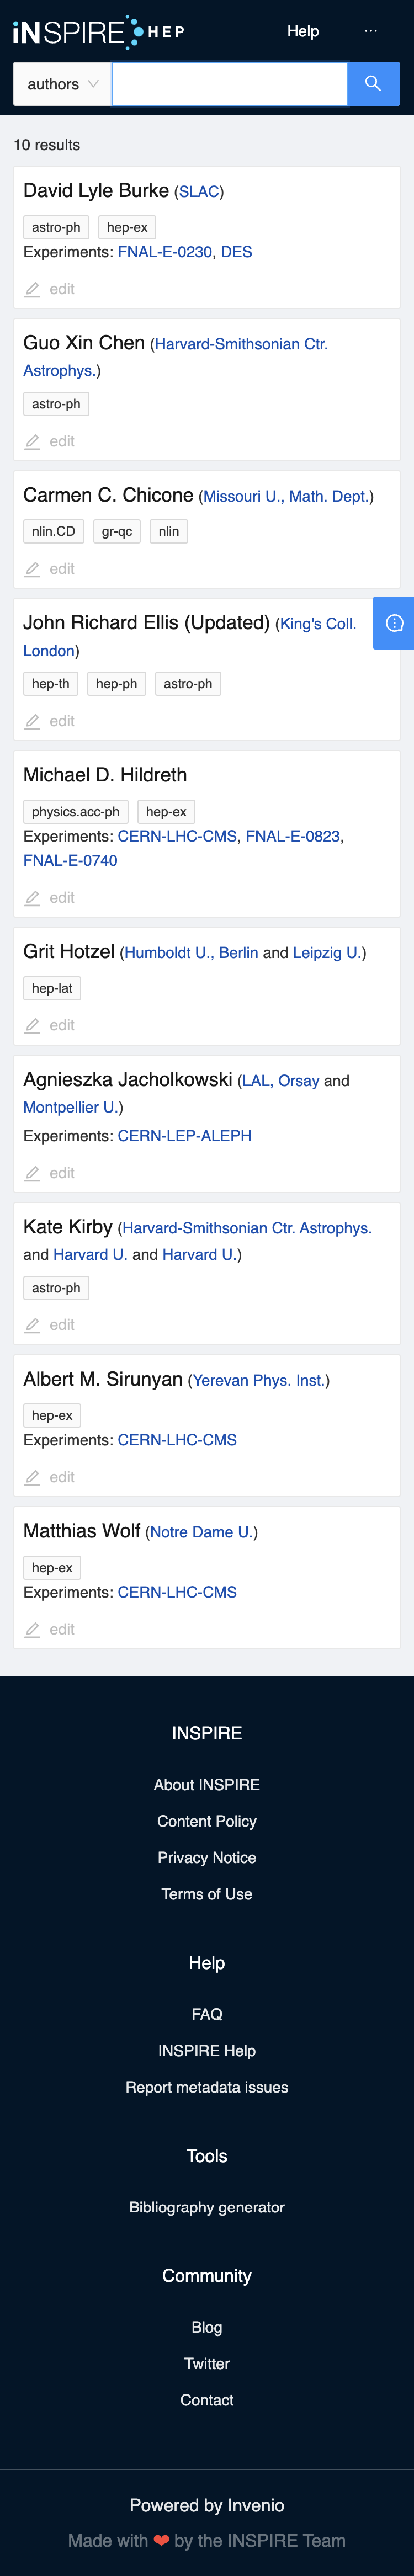 iNSPIRE HEP
Help
···
authors
10 results
David Lyle Burke (SLAC)
astro-ph hep-ex
Experiments: FNAL-E-0230, DES
edit
Guo Xin Chen (Harvard-Smithsonian Ctr.
Astrophys.)
astro-ph
edit
Carmen C. Chicone (Missouri U., Math. Dept.)
nlin.CD gr-qc nlin
edit
John Richard Ellis (Updated) (King's Coll.
London)
hep-th hep-ph astro-ph
edit
Michael D. Hildreth
physics.acc-ph hep-ex
Experiments: CERN-LHC-CMS, FNAL-E-0823,
FNAL-E-0740
edit
Grit Hotzel (Humboldt U., Berlin and Leipzig U.)
hep-lat
edit
Agnieszka Jacholkowski (LAL, Orsay and
Montpellier U.)
Experiments: CERN-LEP-ALEPH
edit
Kate Kirby (Harvard-Smithsonian Ctr. Astrophys.
and Harvard U. and Harvard U.)
astro-ph
edit
Albert M. Sirunyan (Yerevan Phys. Inst.)
hep-ex
Experiments: CERN-LHC-CMS
edit
Matthias Wolf (Notre Dame U.)
hep-ex
Experiments: CERN-LHC-CMS
edit
INSPIRE
About INSPIRE
Content Policy
Privacy Notice
Terms of Use
Help
FAQ
INSPIRE Help
Report metadata issues
Tools
Bibliography generator
Community
Blog
Twitter
Contact
Powered by Invenio
Made with ❤ by the INSPIRE Team